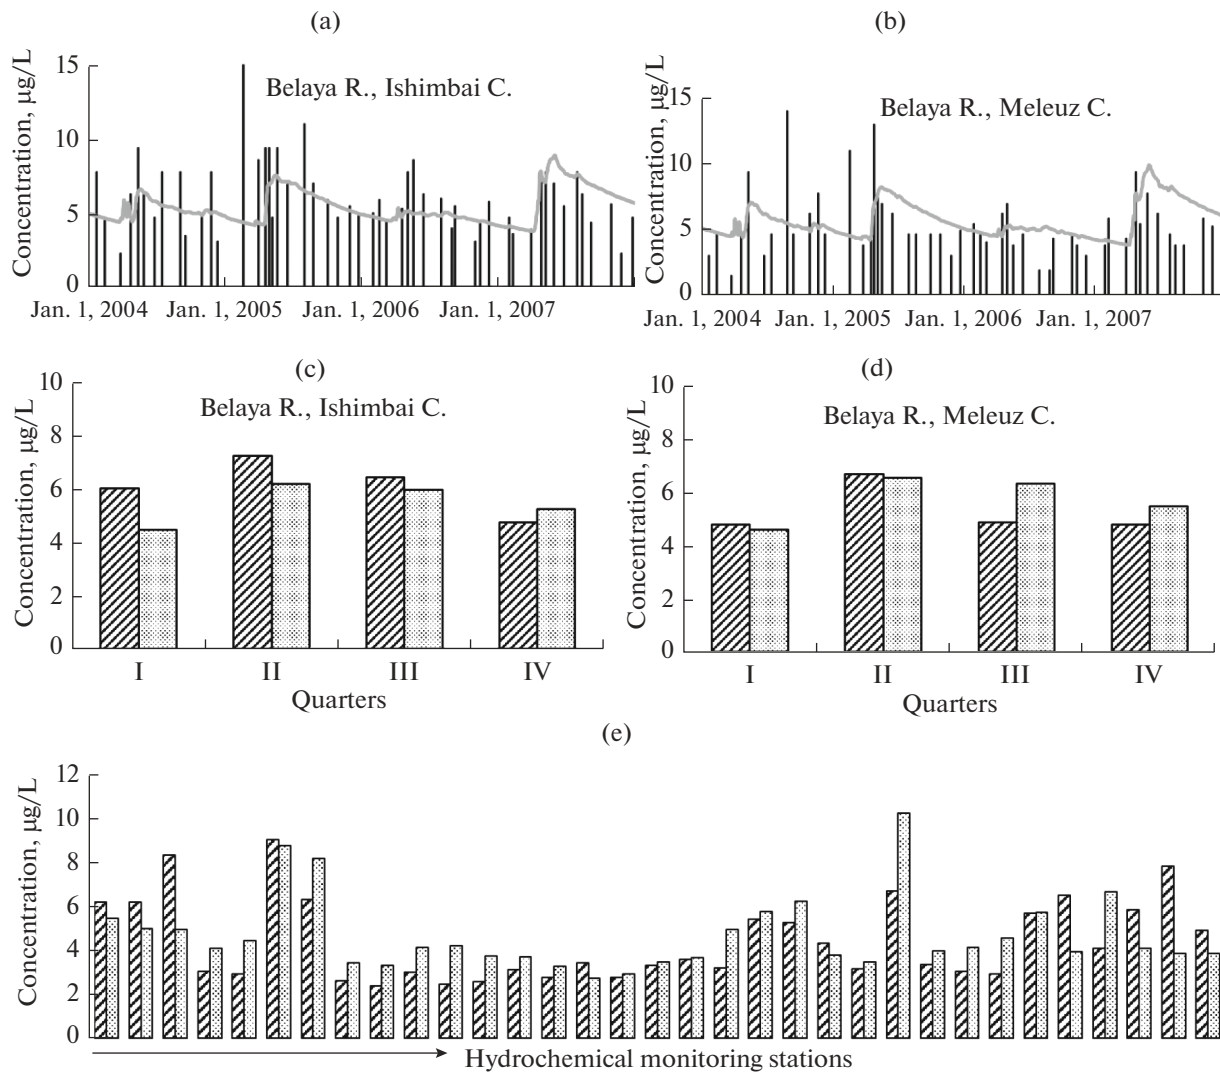 (a)
(b)
Concentration, µg/L
15
10
5
0
Belaya R., Ishimbai C.
Jan. 1, 2004 Jan. 1, 2005 Jan. 1, 2006 Jan. 1, 2007
Concentration, µg/L
15
10
5
0
Belaya R., Meleuz C.
Jan. 1, 2004 Jan. 1, 2005 Jan. 1, 2006 Jan. 1, 2007
(c)
(d)
Concentration, µg/L
10
8
6
4
2
0
Belaya R., Ishimbai C.
I II III IV
Quarters
Concentration, µg/L
10
8
6
4
2
0
Belaya R., Meleuz C.
I II III IV
Quarters
(e)
Concentration, µg/L
12
10
8
6
4
2
0
Hydrochemical monitoring stations